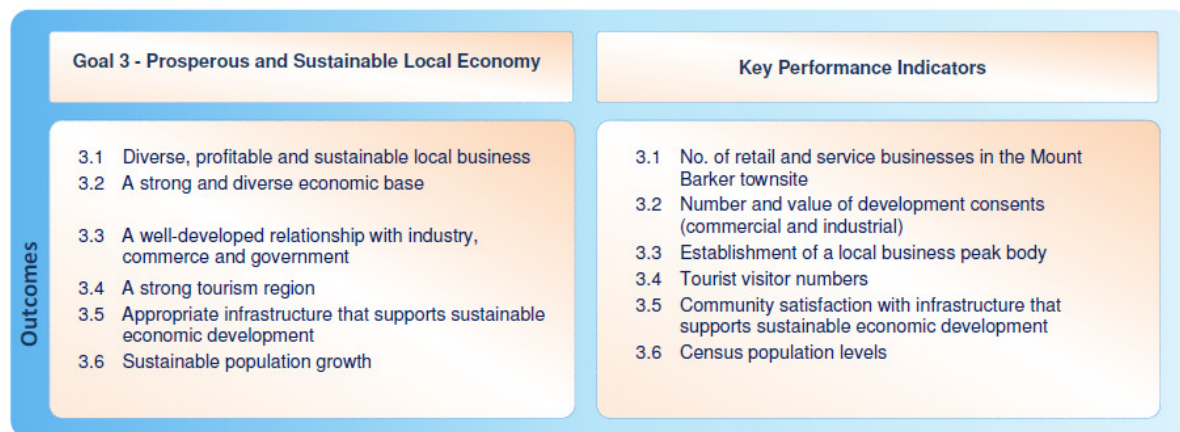 Goal 3 - Prosperous and Sustainable Local Economy
Key Performance Indicators
Outcomes
3.1 Diverse, profitable and sustainable local business
3.2 A strong and diverse economic base
3.3 A well-developed relationship with industry,
commerce and government
3.4 A strong tourism region
3.5 Appropriate infrastructure that supports sustainable
economic development
3.6 Sustainable population growth
3.1 No. of retail and service businesses in the Mount
Barker townsite
3.2 Number and value of development consents
(commercial and industrial)
3.3 Establishment of a local business peak body
3.4 Tourist visitor numbers
3.5 Community satisfaction with infrastructure that
supports sustainable economic development
3.6 Census population levels